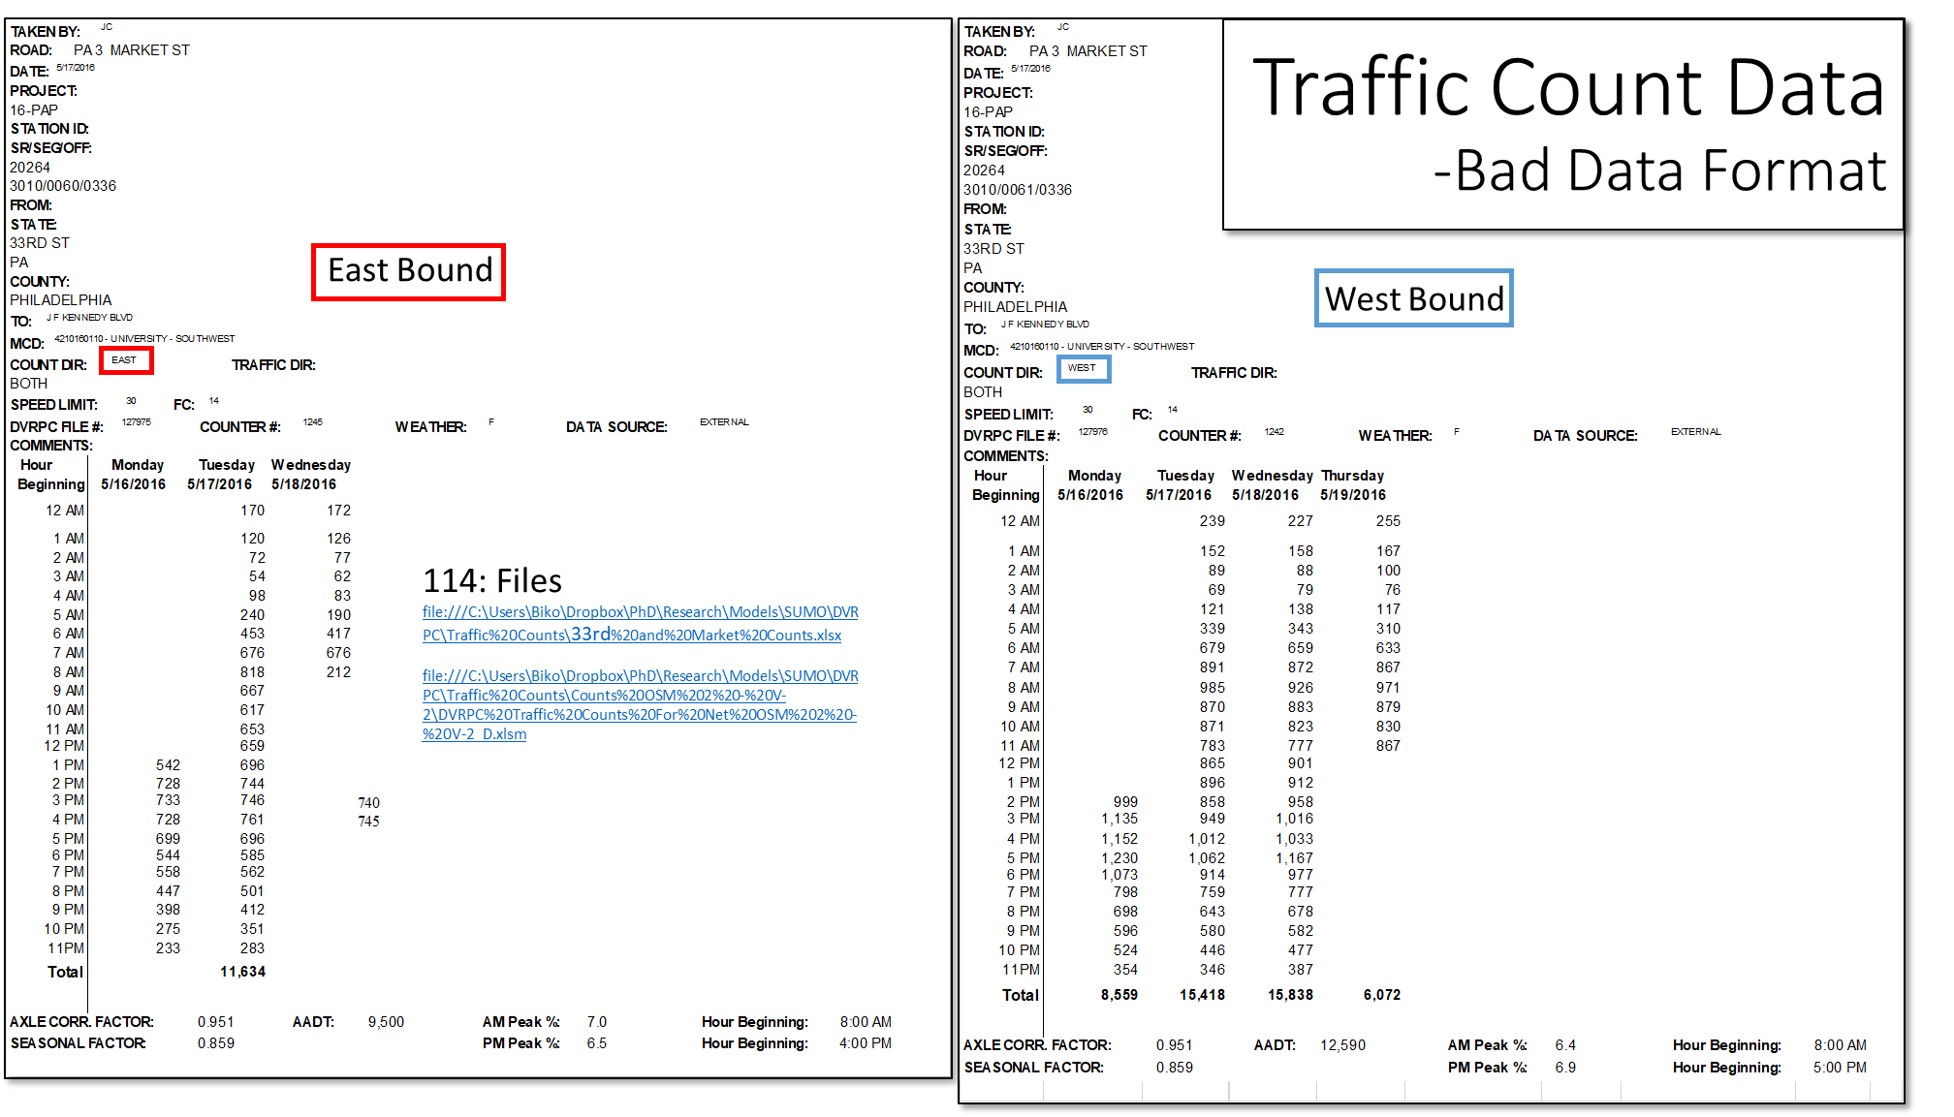 TAKEN BY: JC
ROAD: PA 3 MARKET ST
DATE: 5/17/2016
PROJECT:
16-PAP
STATION ID:
SR/SEG/OFF:
20264
3010/0060/0336
FROM:
STATE:
33RD ST
PA
COUNTY:
PHILADELPHIA
TO: J F KENNEDY BLVD
MCD: 4210160110 - UNIVERSITY - SOUTHWEST
COUNT DIR: EAST TRAFFIC DIR:
BOTH
SPEED LIMIT: 30 FC: 14
DVRPC FILE #: 127975 COUNTER #: 1245 WEATHER: F DATA SOURCE: EXTERNAL
COMMENTS:
East Bound
Hour Monday Tuesday Wednesday
Beginning 5/16/2016 5/17/2016 5/18/2016
12 AM 170 172
1 AM 120 126
2 AM 72 77
3 AM 54 62
4 AM 98 83
5 AM 240 190
6 AM 453 417
7 AM 676 676
8 AM 818 212
9 AM 667
10 AM 617
11 AM 653
12 PM 659
1 PM 542 696
2 PM 728 744
3 PM 733 746 740
4 PM 728 761 745
5 PM 699 696
6 PM 544 585
7 PM 558 562
8 PM 447 501
9 PM 398 412
10 PM 275 351
11PM 233 283
Total 11,634
AXLE CORR. FACTOR: 0.951 AADT: 9,500 AM Peak %: 7.0 Hour Beginning: 8:00 AM
SEASONAL FACTOR: 0.859 PM Peak %: 6.5 Hour Beginning: 4:00 PM
114: Files
file:///C:\Users\Biko\Dropbox\PhD\Research\Models\SUMO\DVR
PC\Traffic%20Counts\33rd%20and%20Market%20Counts.xlsx
file:///C:\Users\Biko\Dropbox\PhD\Research\Models\SUMO\DVR
PC\Traffic%20Counts\Counts%20OSM%202%20-%20V-
2\DVRPC%20Traffic%20Counts%20For%20Net%20OSM%202%20-
%20V-2_D.xlsm
Traffic Count Data
-Bad Data Format
TAKEN BY: JC
ROAD: PA 3 MARKET ST
DATE: 5/17/2016
PROJECT:
16-PAP
STATION ID:
SR/SEG/OFF:
20264
3010/0061/0336
FROM:
STATE:
33RD ST
PA
COUNTY:
PHILADELPHIA
TO: J F KENNEDY BLVD
MCD: 4210160110 - UNIVERSITY - SOUTHWEST
COUNT DIR: WEST TRAFFIC DIR:
BOTH
SPEED LIMIT: 30 FC: 14
DVRPC FILE #: 127976 COUNTER #: 1242 WEATHER: F DATA SOURCE: EXTERNAL
COMMENTS:
West Bound
Hour Monday Tuesday Wednesday Thursday
Beginning 5/16/2016 5/17/2016 5/18/2016 5/19/2016
12 AM 239 227 255
1 AM 152 158 167
2 AM 89 88 100
3 AM 69 79 76
4 AM 121 138 117
5 AM 339 343 310
6 AM 679 659 633
7 AM 891 872 867
8 AM 985 926 971
9 AM 870 883 879
10 AM 871 823 830
11 AM 783 777 867
12 PM 865 901
1 PM 896 912
2 PM 999 858 958
3 PM 1,135 949 1,016
4 PM 1,152 1,012 1,033
5 PM 1,230 1,062 1,167
6 PM 1,073 914 977
7 PM 798 759 777
8 PM 698 643 678
9 PM 596 580 582
10 PM 524 446 477
11PM 354 346 387
Total 8,559 15,418 15,838 6,072
AXLE CORR. FACTOR: 0.951 AADT: 12,590 AM Peak %: 6.4 Hour Beginning: 8:00 AM
SEASONAL FACTOR: 0.859 PM Peak %: 6.9 Hour Beginning: 5:00 PM